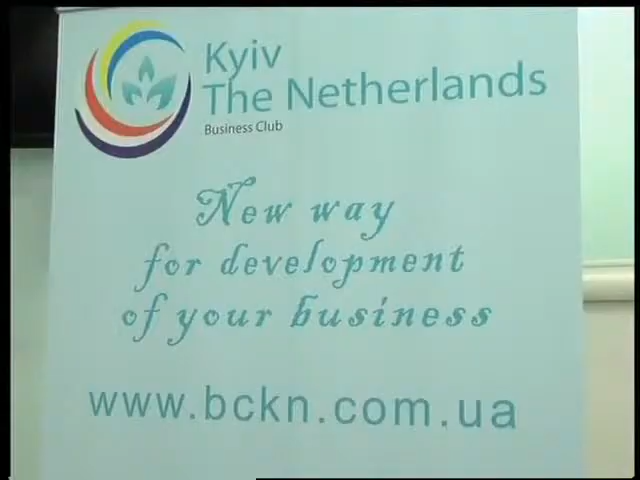 Kyiv
The Netherlands
Business Club
New way
for development
of your business
www.bckn.com.ua